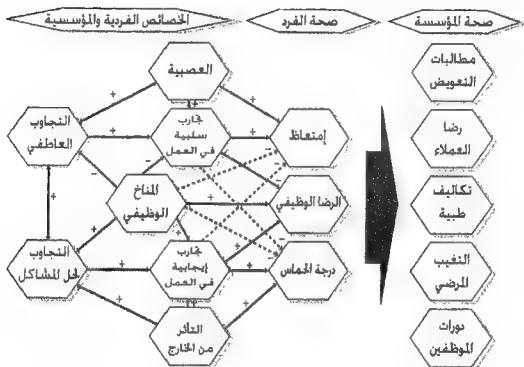 الخصائص الفردية والمؤسسية
صحة الفرد
صحة المؤسسة
العصبية
التجاوب
العاطفي
تجارب
سلبية
في العمل
إمتعاظ
المناخ
الوظيفي
الرضا الوظيفي
التجاوب
لحل المشاكل
تجارب
إيجابية
في العمل
درجة الحماس
التأثر
من الخارج
مطالبات
التعويض
رضا
العملاء
تكاليف
طبية
التغيب
المرضي
دورات
الموظفين